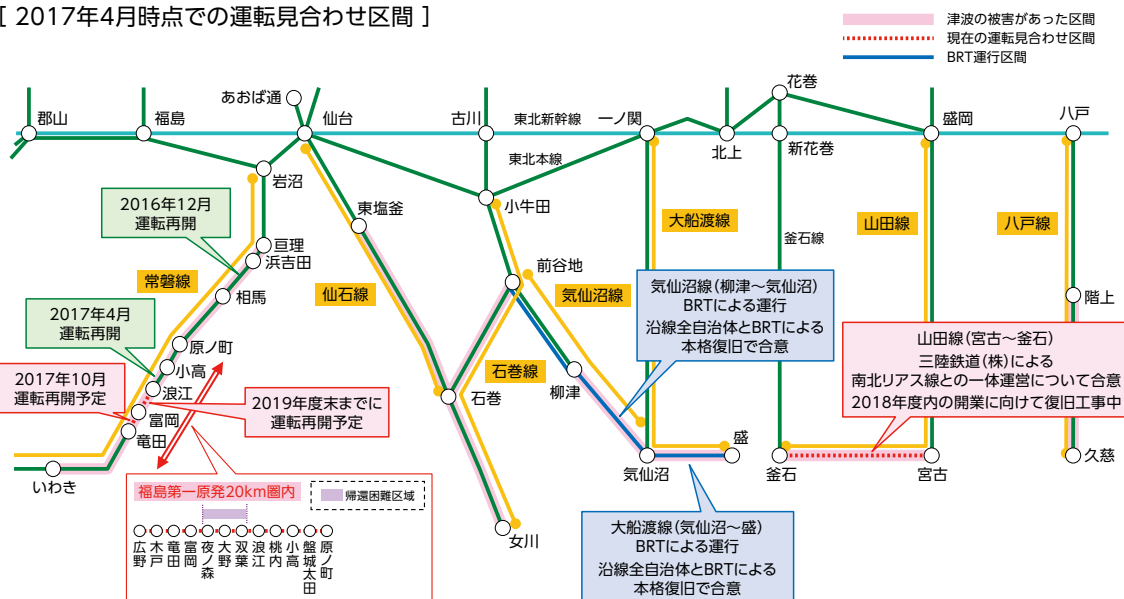 [ 2017年4月時点での運転見合わせ区間 ]
津波の被害があった区間
現在の運転見合わせ区間
BRT運行区間
花巻
あおば通
郡山
福島
仙台
古川
東北新幹線
一ノ関
北上
新花巻
盛岡
八戸
東北本線
岩沼
小牛田
東塩釜
2016年12月
運転再開
大船渡線
山田線
八戸線
釜石線
亘理
浜吉田
常磐線
相馬
仙石線
前谷地
気仙沼線
気仙沼線(柳津～気仙沼)
BRTによる運行
沿線全自治体とBRTによる
本格復旧で合意
階上
2017年4月
運転再開
原ノ町
小高
浪江
富岡
竜田
山田線(宮古～釜石)
三陸鉄道(株)による
南北リアス線との一体運営について合意
2018年度内の開業に向けて復旧工事中
2017年10月
運転再開予定
2019年度末までに
運転再開予定
石巻線
石巻
柳津
いわき
気仙沼
盛
釜石
宮古
久慈
福島第一原発20km圏内
帰還困難区域
広野
木戸
竜田
富岡
夜ノ森
大野
双葉
浪江
桃内
小高
盤城太田
原ノ町
女川
大船渡線(気仙沼～盛)
BRTによる運行
沿線全自治体とBRTによる
本格復旧で合意